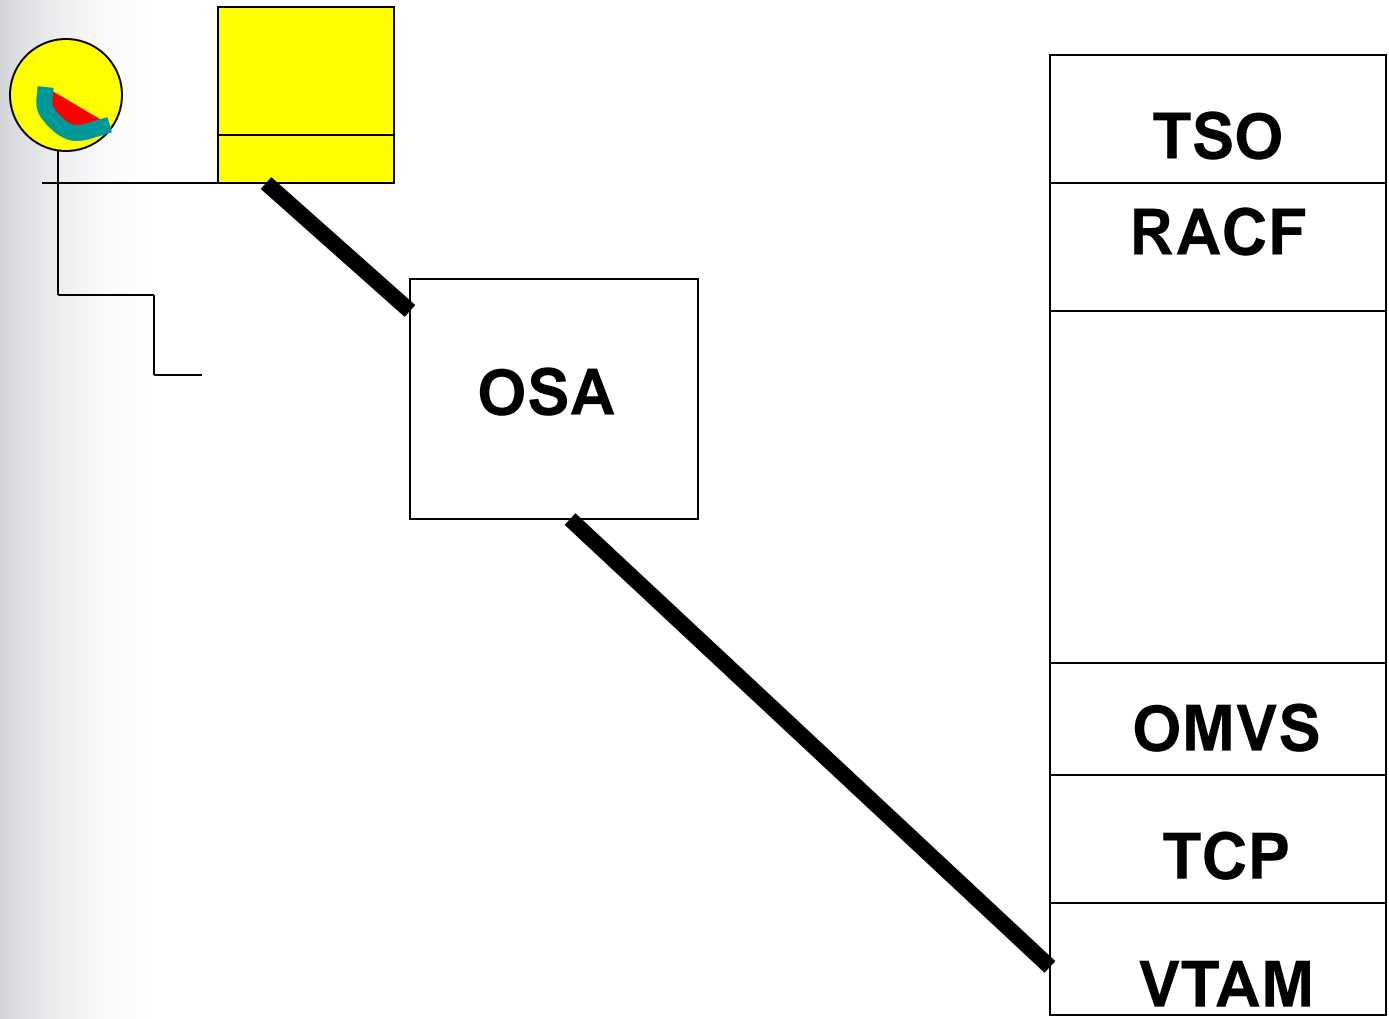 TSO
RACF
OSA
OMVS
TCP
VTAM